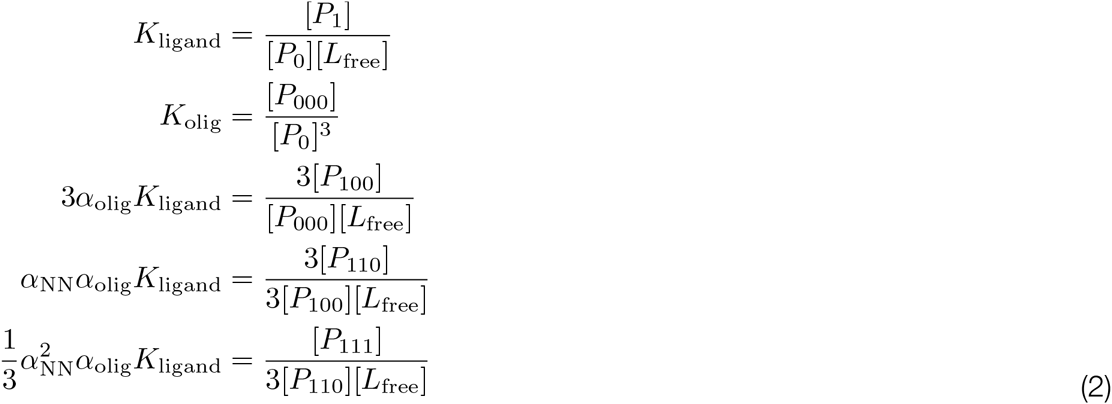 K_ligand = [P_1] / [P_0][L_free]
K_olig = [P_000] / [P_0]^3
3α_olig K_ligand = 3[P_100] / [P_000][L_free]
α_NN α_olig K_ligand = 3[P_110] / 3[P_100][L_free]
1/3 α_NN^2 α_olig K_ligand = [P_111] / 3[P_110][L_free] (2)